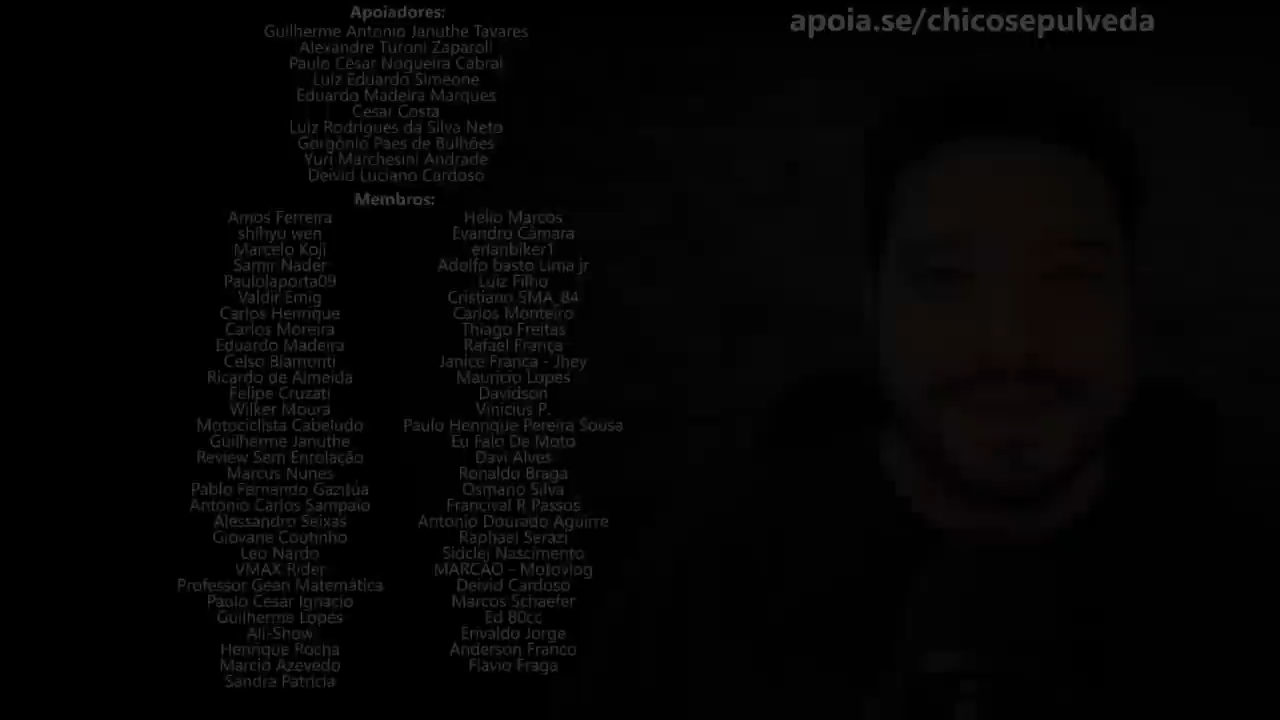 Apoiadores:
Guilherme Antonio Januthe Tavares
Alexandre Turoni Zaparoli
Paulo Cesar Nogueira Cabral
Luiz Eduardo Simeone
Eduardo Madeira Marques
Cesar Costa
Luiz Rodrigues da Silva Neto
Gorgônio Paes de Bulhões
Yuri Marchesini Andrade
Deivid Luciano Cardoso
apoia.se/chicosepulveda
Membros:
Amos Ferreira
shihyu wen
Marcelo Koji
Samir Nader
Paulolaporta09
Valdir Emig
Carlos Henrique
Carlos Moreira
Eduardo Madeira
Celso Biamonti
Ricardo de Almeida
Felipe Cruzati
Wilker Moura
Motociclista Cabeludo
Guilherme Januthe
Review Sem Enrolação
Marcus Nunes
Pablo Fernando Gazeúa
Antonio Carlos Sampaio
Alessandro Seixas
Giovane Coutinho
Leo Nardo
VMAX Rider
Professor Gean Matemática
Paulo Cesar Ignacio
Guilherme Lopes
Ali-Show
Henrique Rocha
Marcio Azevedo
Sandra Patricia
Helio Marcos
Evandro Câmara
erianbiker1
Adolfo basto Lima jr
Luiz Filho
Cristiano SMA_84
Carlos Monteiro
Thiago Freitas
Rafael França
Janice Franca - Jhey
Mauricio Lopes
Davidson
Vinicius P.
Paulo Henrique Pereira Sousa
Eu Falo De Moto
Davi Alves
Ronaldo Braga
Osmano Silva
Francival R Passos
Antonio Dourado Aguirre
Raphael Serazi
Sidclei Nascimento
MARCÃO - Motovlog
Deivid Cardoso
Marcos Schaefer
Ed 80cc
Erivaldo Jorge
Anderson Franco
Flavio Fraga